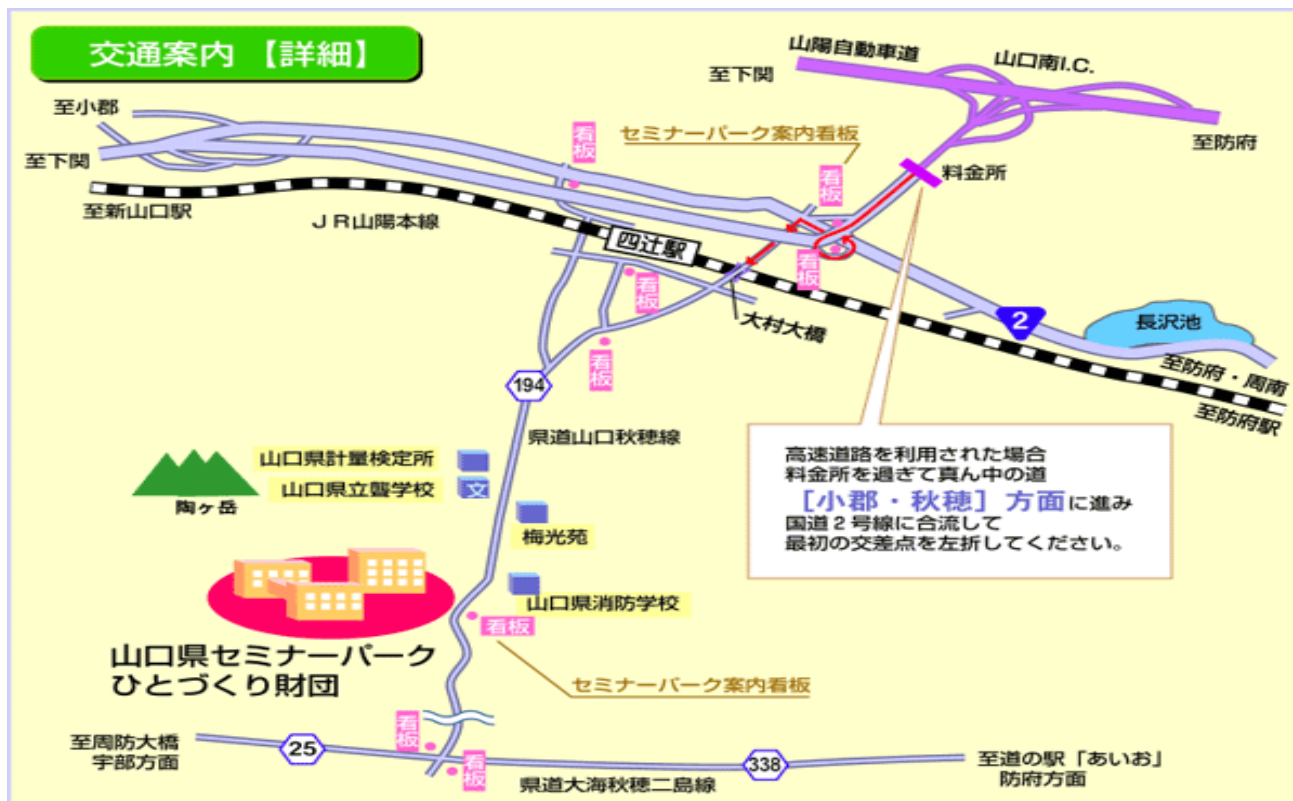 交通案内 【詳細】
山陽自動車道
山口南I.C.
至下関
至防府
至小郡
至下関
看板
セミナーパーク案内看板
看板
料金所
至新山口駅
JR山陽本線
四辻駅
看板
看板
大村大橋
2
長沢池
至防府・周南
至防府駅
看板
194
県道山口秋穂線
高速道路を利用された場合
料金所を過ぎて真ん中の道
［小郡・秋穂］方面に進み
国道2号線に合流して
最初の交差点を左折してください。
山口県計量検定所
山口県立聾学校
文
陶ヶ岳
梅光苑
山口県消防学校
看板
山口県セミナーパーク
ひとづくり財団
セミナーパーク案内看板
看板
至周防大橋
宇部方面
25
看板
県道大海秋穂二島線
338
至道の駅「あいお」
防府方面